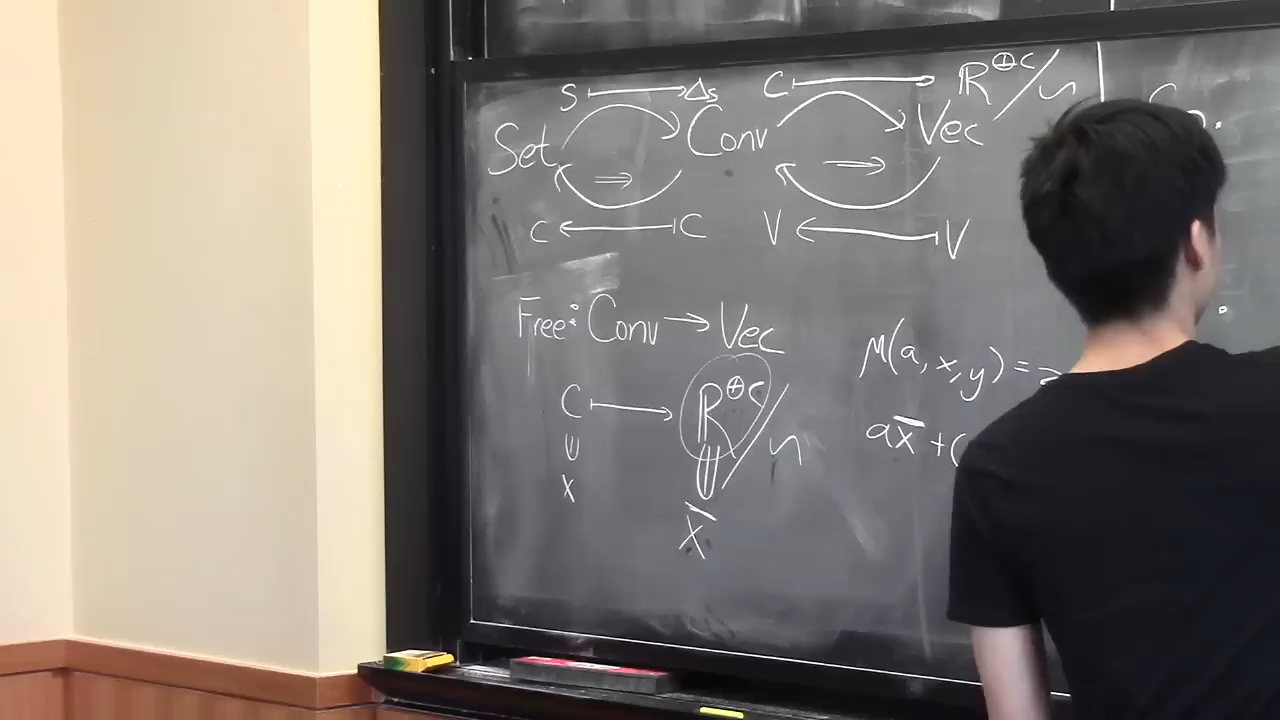 S ↦ Δs C ↦ ℝ^⊕C/~
Set Conv Vec
⇒ ⇒
C ↤ C V ↤ V
Free: Conv → Vec
C ↦ ℝ^⊕C/~
∪
x
x̄
M(a, x, y) = z
ax̄ + (